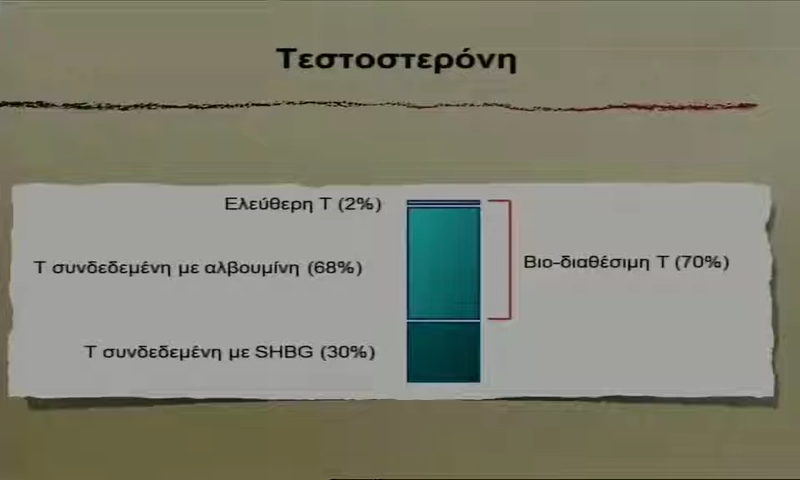 Τεστοστερόνη
Ελεύθερη Τ (2%)
Τ συνδεδεμένη με αλβουμίνη (68%)
Βιο-διαθέσιμη Τ (70%)
Τ συνδεδεμένη με SHBG (30%)